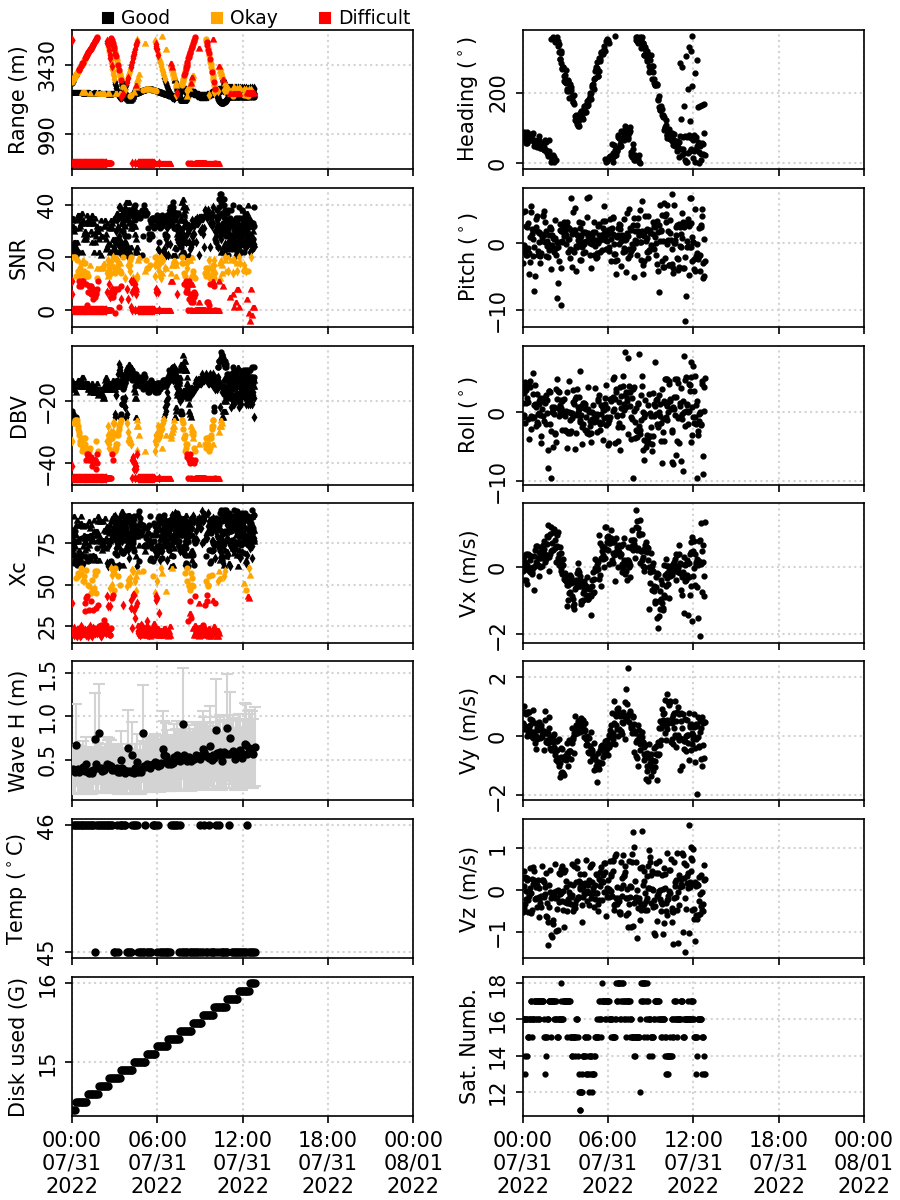 Good Okay Difficult
Range (m)
3430
990
Heading (°)
200
0
SNR
40
20
0
Pitch (°)
0
−10
DBV
−20
−40
Roll (°)
0
−10
Xc
75
50
25
Vx (m/s)
0
−2
Wave H (m)
1.5
1.0
0.5
Vy (m/s)
2
0
−2
Temp (°C)
46
45
Vz (m/s)
1
0
−1
Disk used (G)
16
15
Sat. Numb.
18
16
14
12
00:00 06:00 12:00 18:00 00:00
07/31 07/31 07/31 07/31 08/01
2022 2022 2022 2022 2022
00:00 06:00 12:00 18:00 00:00
07/31 07/31 07/31 07/31 08/01
2022 2022 2022 2022 2022